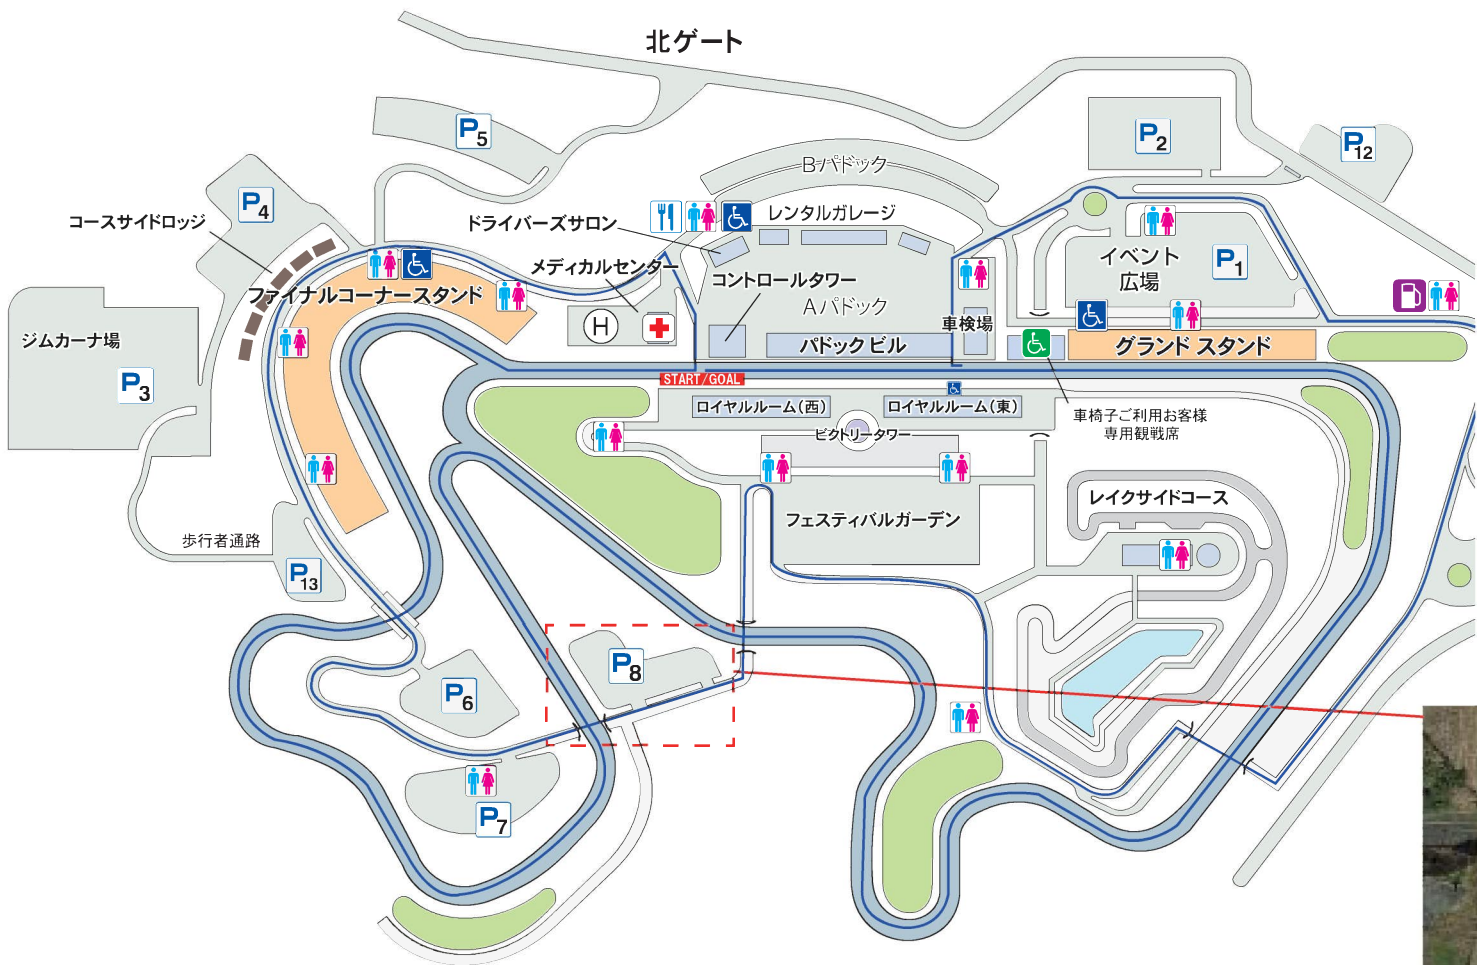 北ゲート
P5
P2
P12
Bパドック
P4
コースサイドロッジ
ドライバーズサロン
レンタルガレージ
イベント
広場
P1
メディカルセンター
コントロールタワー
ファイナルコーナースタンド
Aパドック
H
車検場
ジムカーナ場
パドックビル
グランド スタンド
P3
START/GOAL
ロイヤルルーム(西)
ロイヤルルーム(東)
車椅子ご利用お客様
専用観戦席
ビクトリータワー
レイクサイドコース
フェスティバルガーデン
歩行者通路
P13
P8
P6
P7